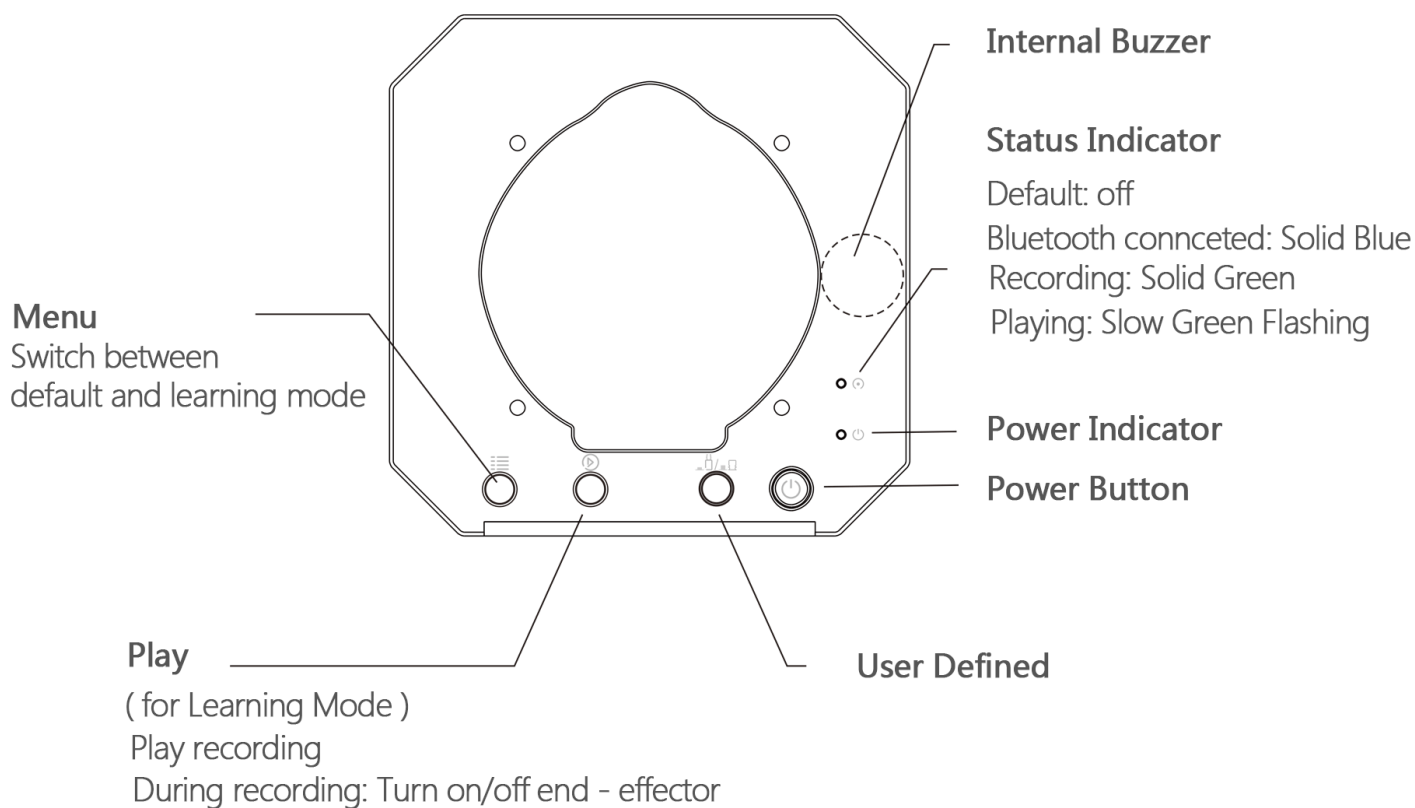 Internal Buzzer
Status Indicator
Default: off
Bluetooth connceted: Solid Blue
Recording: Solid Green
Playing: Slow Green Flashing
Menu
Switch between
default and learning mode
Power Indicator
Power Button
Play
( for Learning Mode )
Play recording
During recording: Turn on/off end - effector
User Defined